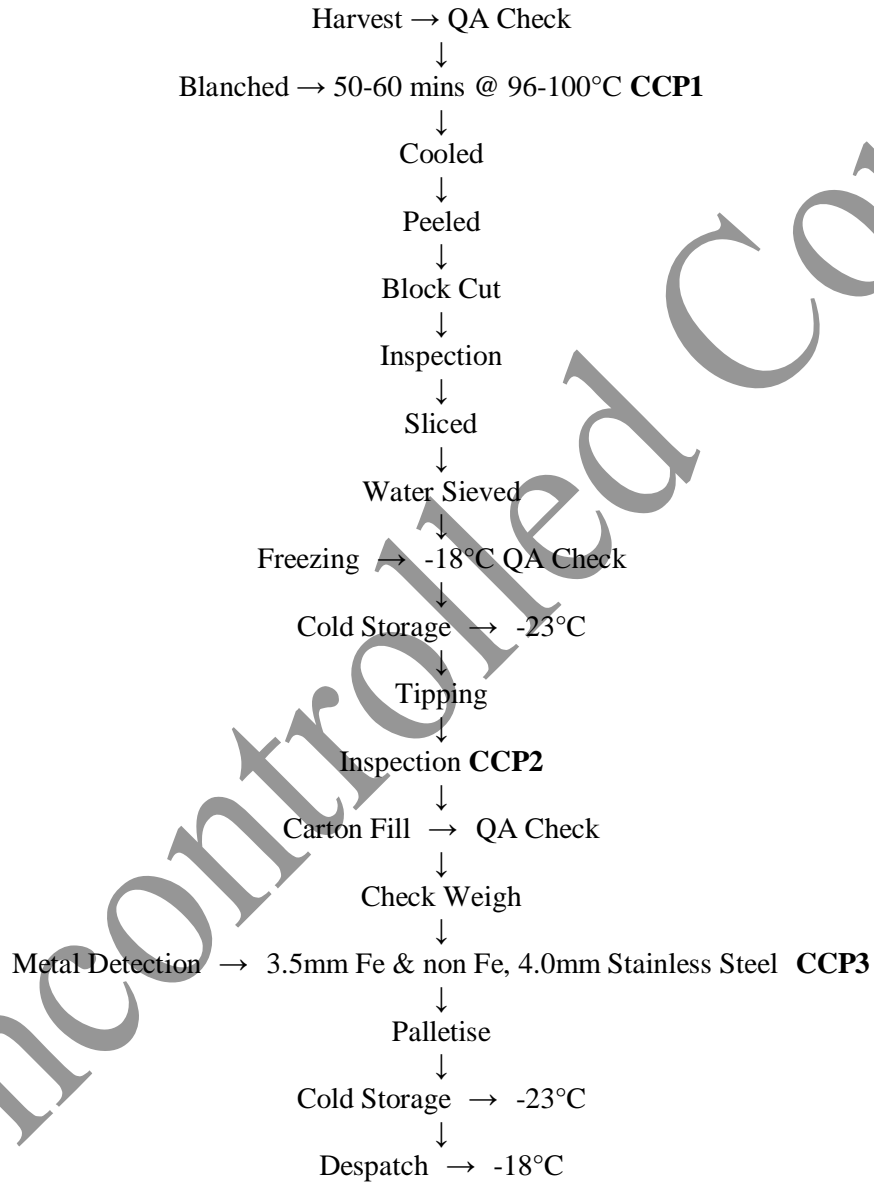 Harvest → QA Check
↓
Blanched → 50-60 mins @ 96-100°C CCP1
↓
Cooled
↓
Peeled
↓
Block Cut
↓
Inspection
↓
Sliced
↓
Water Sieved
↓
Freezing → -18°C QA Check
↓
Cold Storage → -23°C
↓
Tipping
↓
Inspection CCP2
↓
Carton Fill → QA Check
↓
Check Weigh
↓
Metal Detection → 3.5mm Fe & non Fe, 4.0mm Stainless Steel CCP3
↓
Palletise
↓
Cold Storage → -23°C
↓
Despatch → -18°C
ncontrolled Co